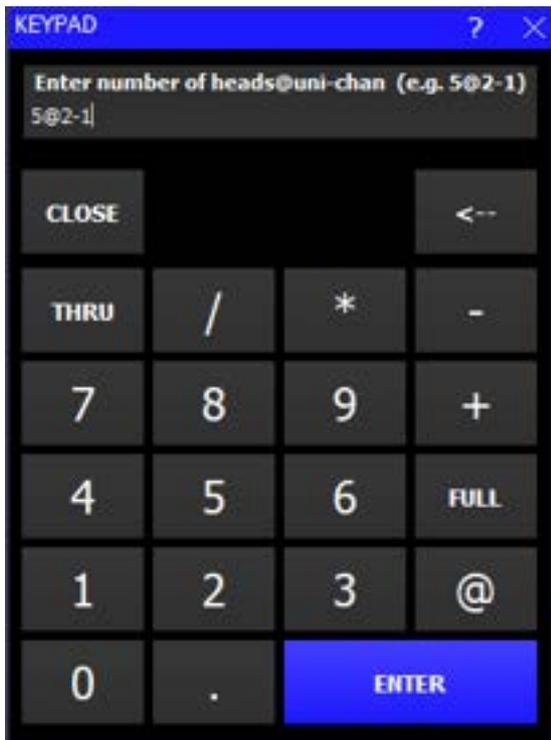 KEYPAD ? ×
Enter number of heads@uni-chan (e.g. 5@2-1)
5@2-1
CLOSE <--
THRU / * -
7 8 9 +
4 5 6 FULL
1 2 3 @
0 . ENTER